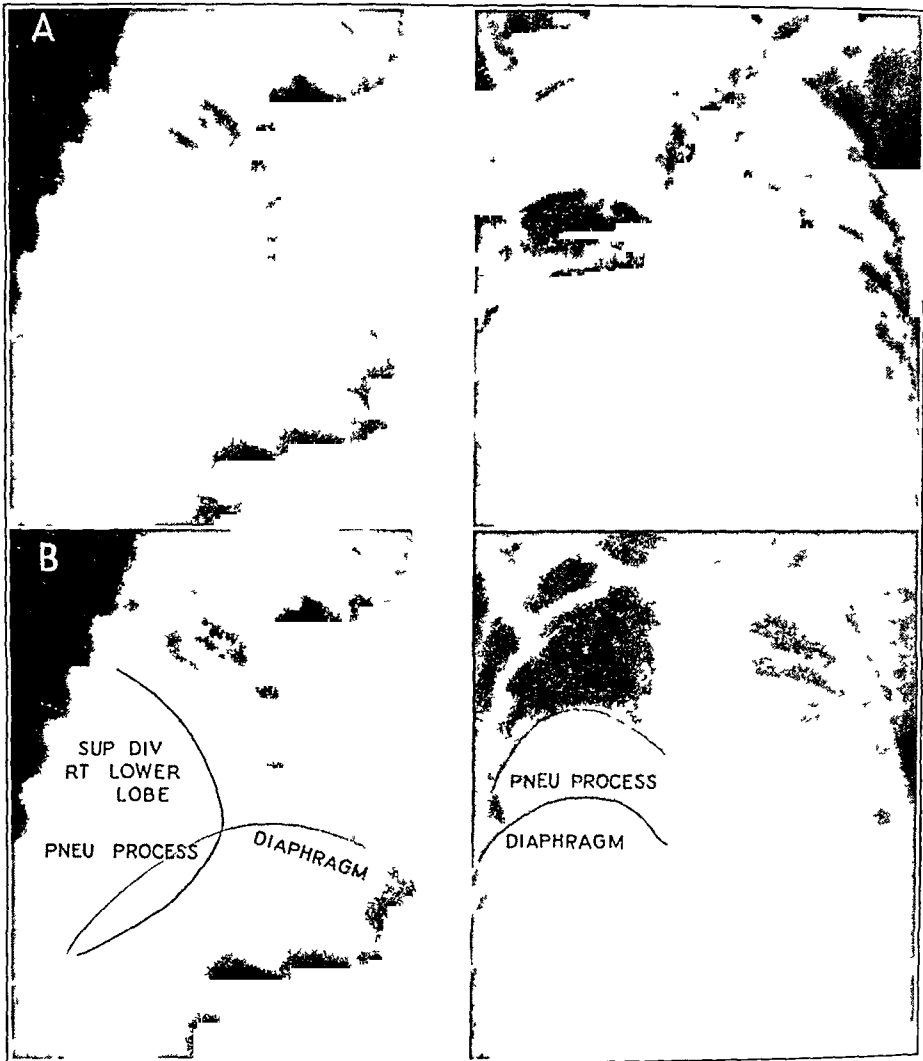 A
B
SUP DIV
RT LOWER
LOBE
PNEU PROCESS
DIAPHRAGM
PNEU PROCESS
DIAPHRAGM